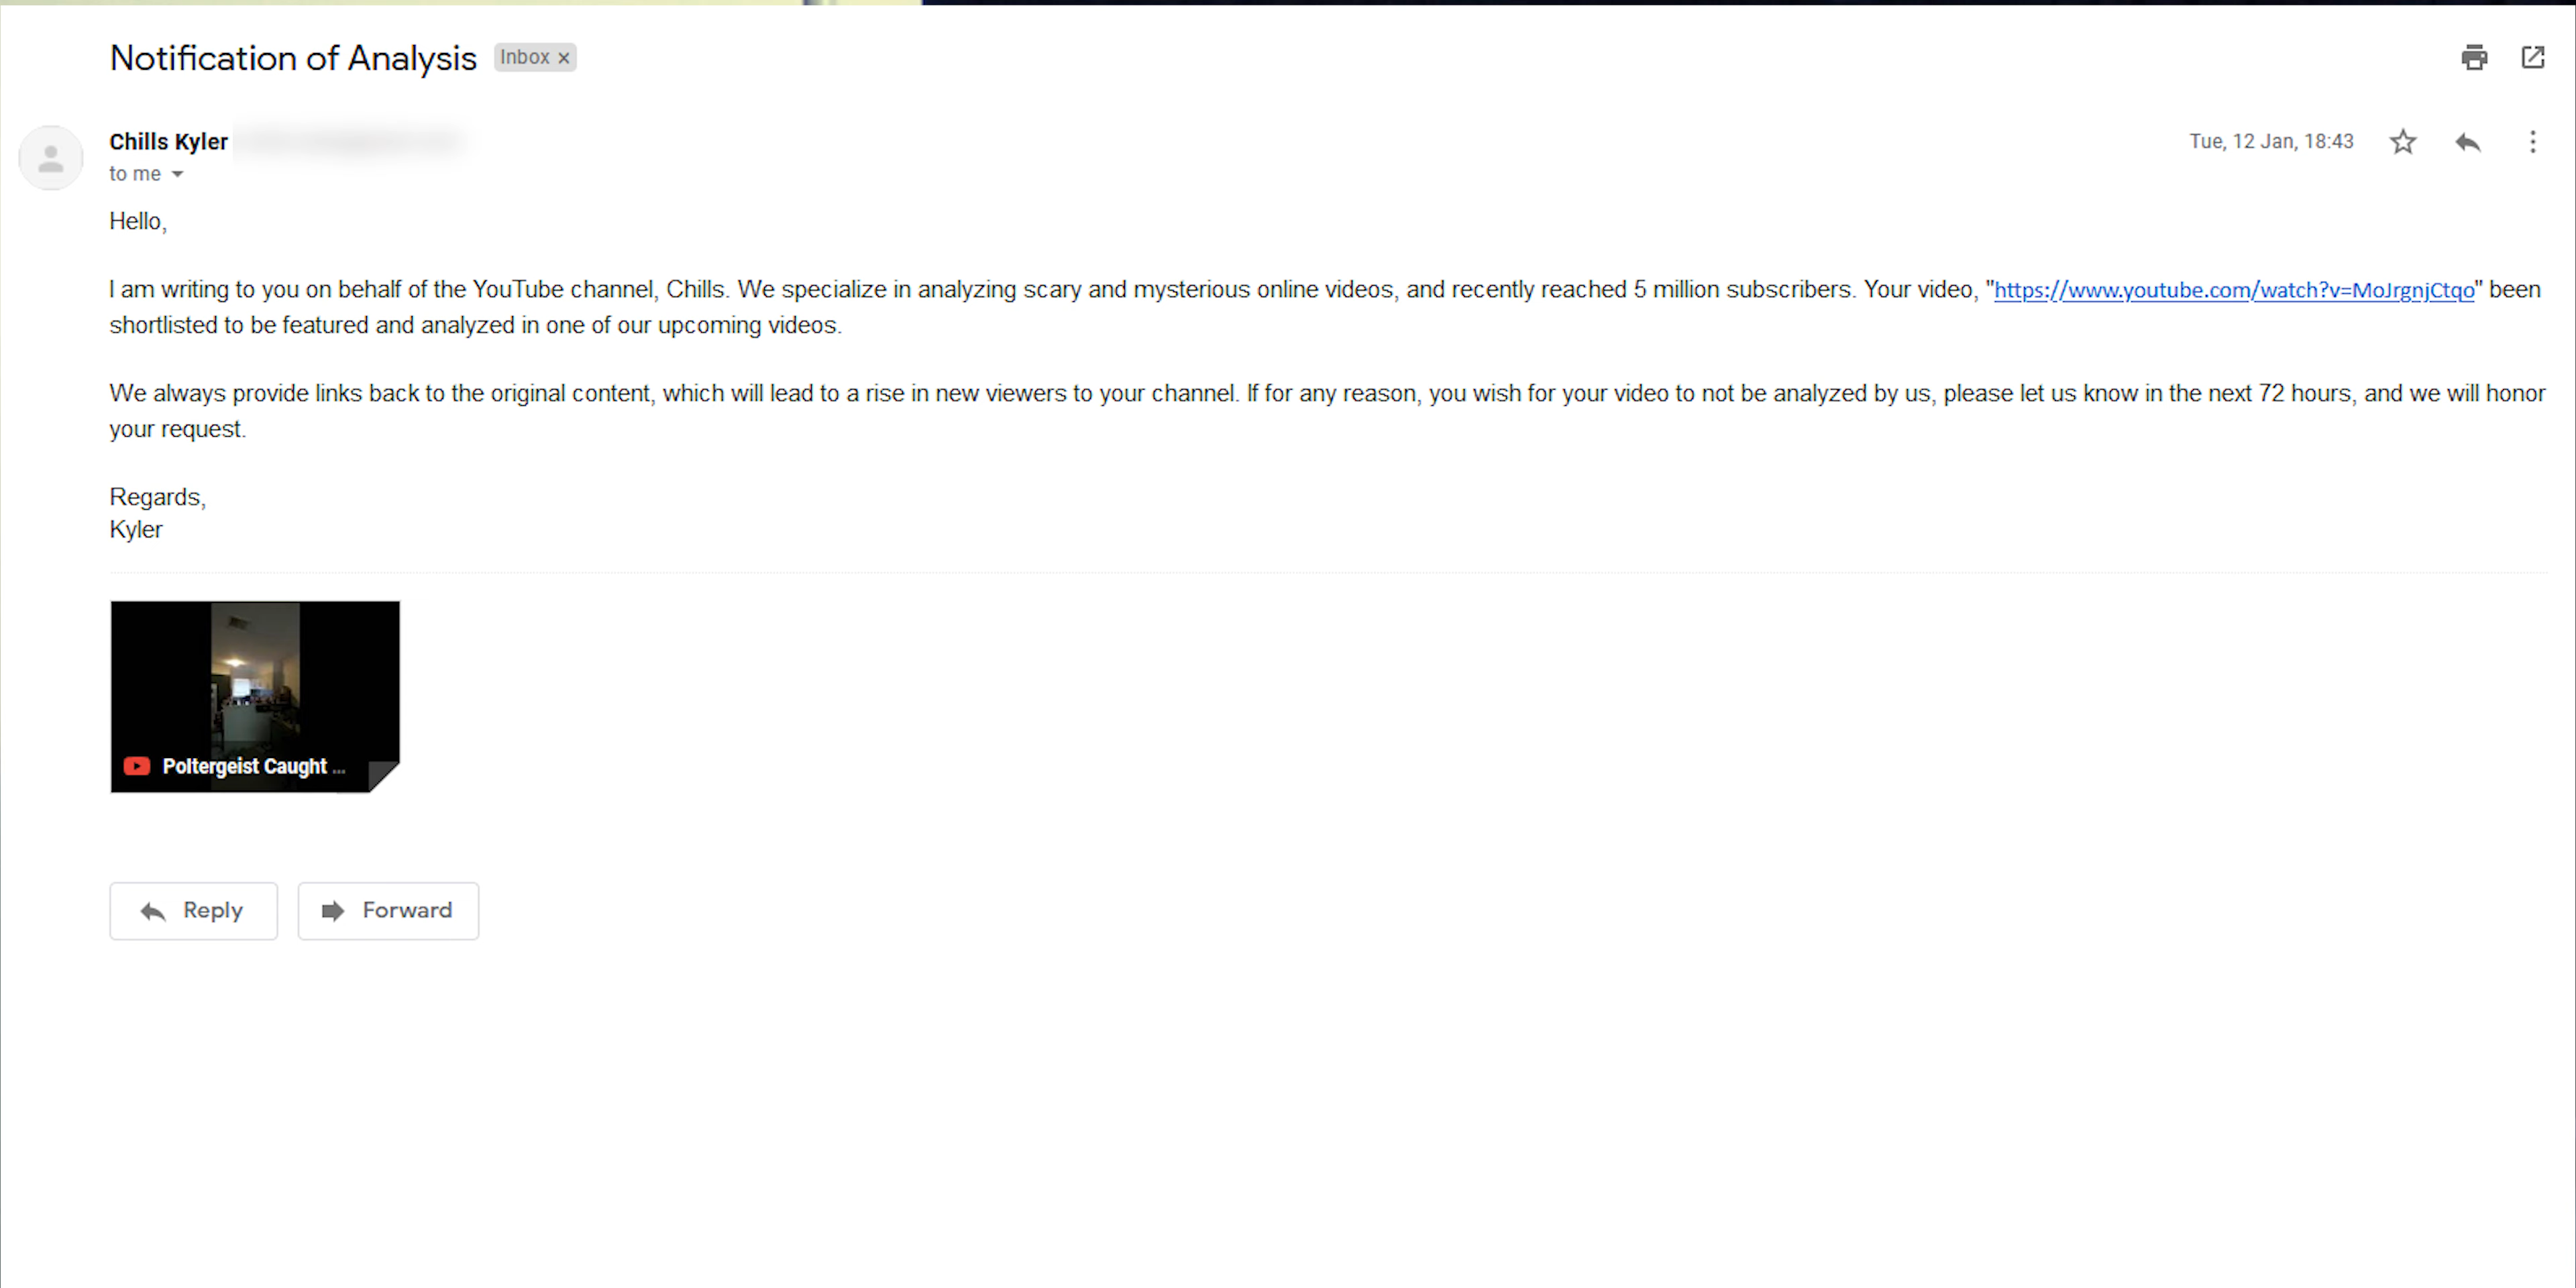 Notification of Analysis Inbox x
Chills Kyler
Tue, 12 Jan, 18:43
to me
Hello,
I am writing to you on behalf of the YouTube channel, Chills. We specialize in analyzing scary and mysterious online videos, and recently reached 5 million subscribers. Your video, "https://www.youtube.com/watch?v=MoJrgnjCtqo" been
shortlisted to be featured and analyzed in one of our upcoming videos.
We always provide links back to the original content, which will lead to a rise in new viewers to your channel. If for any reason, you wish for your video to not be analyzed by us, please let us know in the next 72 hours, and we will honor
your request.
Regards,
Kyler
Poltergeist Caught ...
Reply
Forward